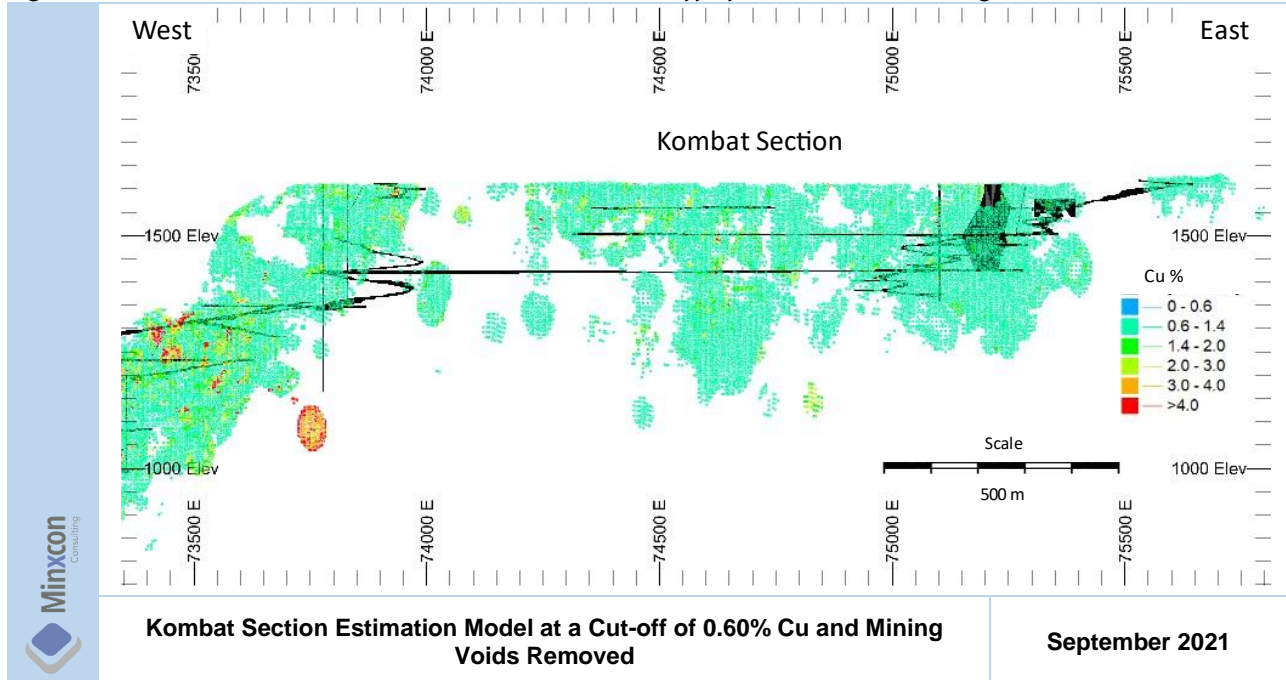 West
East
7350
74000 E
74500 E
75000 E
75500 E
Kombat Section
1500 Elev
1500 Elev
Cu %
0 - 0.6
0.6 - 1.4
1.4 - 2.0
2.0 - 3.0
3.0 - 4.0
>4.0
Scale
500 m
1000 Elev
1000 Elev
73500 E
74000 E
74500 E
75000 E
75500 E
Minxcon
Consulting
Kombat Section Estimation Model at a Cut-off of 0.60% Cu and Mining
Voids Removed
September 2021